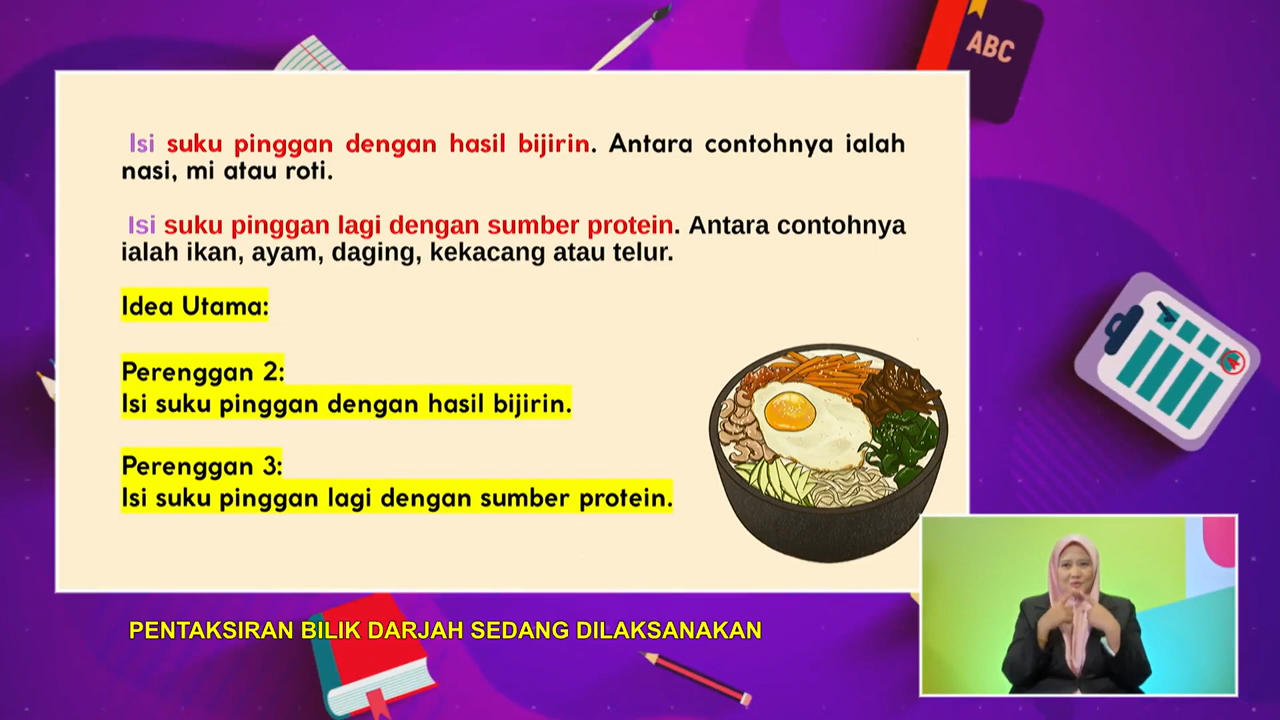 ABC
Isi suku pinggan dengan hasil bijirin. Antara contohnya ialah
nasi, mi atau roti.
Isi suku pinggan lagi dengan sumber protein. Antara contohnya
ialah ikan, ayam, daging, kekacang atau telur.
Idea Utama:
Perenggan 2:
Isi suku pinggan dengan hasil bijirin.
Perenggan 3:
Isi suku pinggan lagi dengan sumber protein.
PENTAKSIRAN BILIK DARJAH SEDANG DILAKSANAKAN